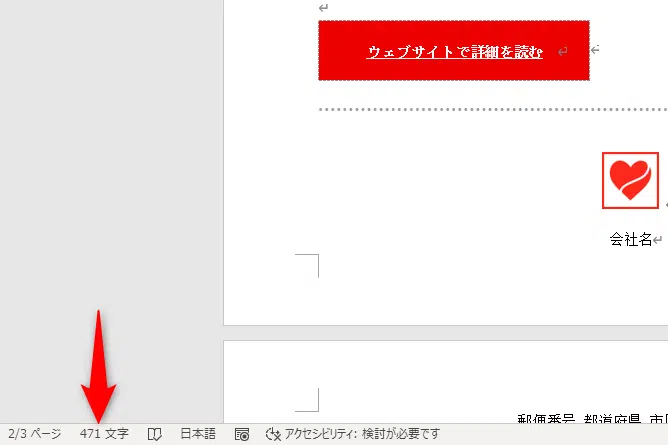 ウェブサイトで詳細を読む
会社名
郵便番号 都道府県 市
2/3 ページ 471 文字 日本語 アクセシビリティ: 検討が必要です